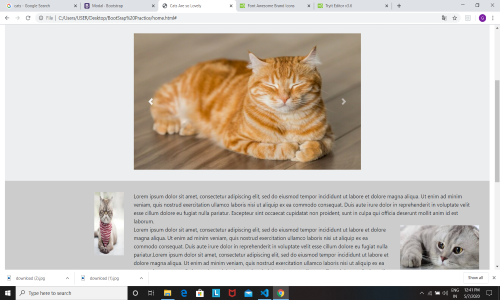 cats - Google Search
Modal · Bootstrap
Cats Are so Lovely
Font Awesome Brand Icons
Tryit Editor v3.6
File | C:/Users/USER/Desktop/BootStap%20Practice/home.html#
Lorem ipsum dolor sit amet, consectetur adipiscing elit, sed do eiusmod tempor incididunt ut labore et dolore magna aliqua. Ut enim ad minim
veniam, quis nostrud exercitation ullamco laboris nisi ut aliquip ex ea commodo consequat. Duis aute irure dolor in reprehenderit in voluptate velit
esse cillum dolore eu fugiat nulla pariatur. Excepteur sint occaecat cupidatat non proident, sunt in culpa qui officia deserunt mollit anim id est
laborum.
Lorem ipsum dolor sit amet, consectetur adipiscing elit, sed do eiusmod tempor incididunt ut labore et dolore
magna aliqua. Ut enim ad minim veniam, quis nostrud exercitation ullamco laboris nisi ut aliquip ex ea
commodo consequat. Duis aute irure dolor in reprehenderit in voluptate velit esse cillum dolore eu fugiat nulla
pariatur.Lorem ipsum dolor sit amet, consectetur adipiscing elit, sed do eiusmod tempor incididunt ut labore et
dolore magna aliqua. Ut enim ad minim veniam, quis nostrud exercitation ullamco laboris nisi ut aliquip ex ea
download (2).jpg
download (1).jpg
Show all
Type here to search
ENG
IN
12:41 PM
5/7/2020